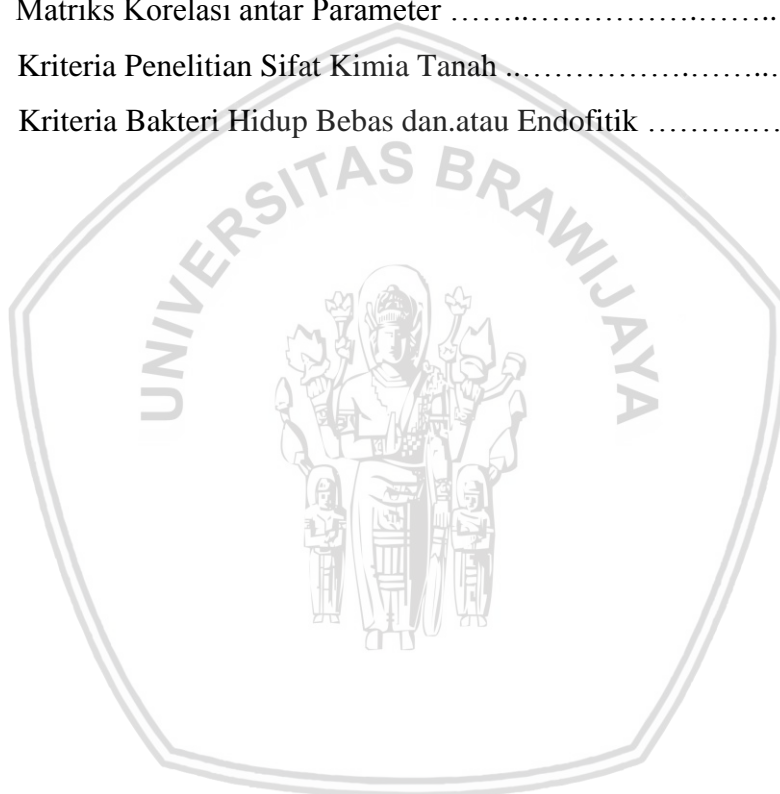 Matriks Korelasi antar Parameter ……..…………….……..
Kriteria Penelitian Sifat Kimia Tanah ..…………….……..…
Kriteria Bakteri Hidup Bebas dan.atau Endofitik ……….…
UNIVERSITAS BRAWIJAYA